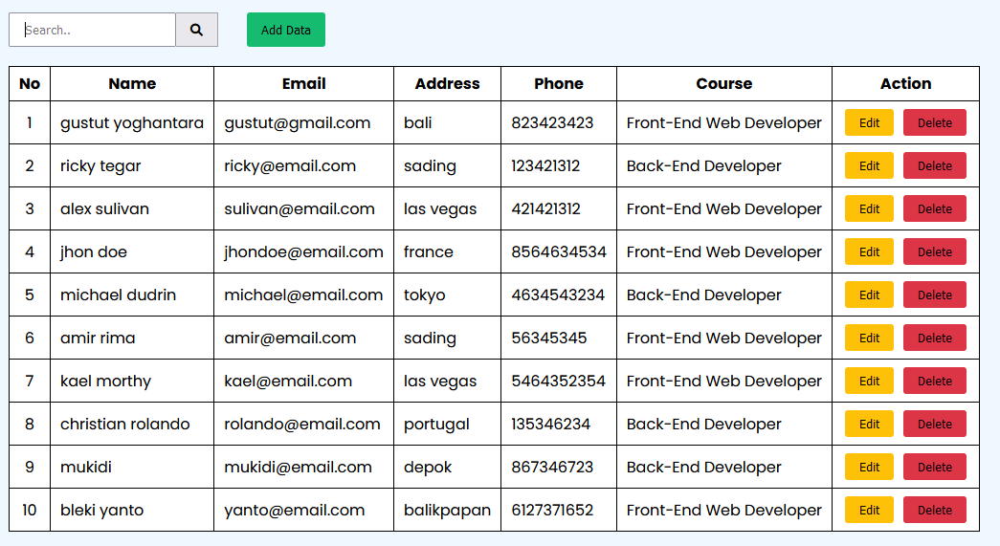 Search.. Add Data
No Name Email Address Phone Course Action
1 gustut yoghantara gustut@gmail.com bali 823423423 Front-End Web Developer Edit Delete
2 ricky tegar ricky@email.com sading 123421312 Back-End Developer Edit Delete
3 alex sulivan sulivan@email.com las vegas 421421312 Front-End Web Developer Edit Delete
4 jhon doe jhondoe@email.com france 8564634534 Front-End Web Developer Edit Delete
5 michael dudrin michael@email.com tokyo 4634543234 Back-End Developer Edit Delete
6 amir rima amir@email.com sading 56345345 Front-End Web Developer Edit Delete
7 kael morthy kael@email.com las vegas 5464352354 Front-End Web Developer Edit Delete
8 christian rolando rolando@email.com portugal 135346234 Back-End Developer Edit Delete
9 mukidi mukidi@email.com depok 867346723 Back-End Developer Edit Delete
10 bleki yanto yanto@email.com balikpapan 6127371652 Front-End Web Developer Edit Delete